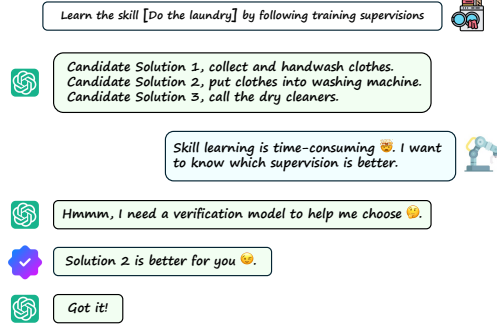 Learn the skill [Do the laundry] by following training supervisions
Candidate Solution 1, collect and handwash clothes.
Candidate Solution 2, put clothes into washing machine.
Candidate Solution 3, call the dry cleaners.
Skill learning is time-consuming 🤯. I want
to know which supervision is better.
Hmmm, I need a verification model to help me choose 🤔.
Solution 2 is better for you 😉.
Got it!